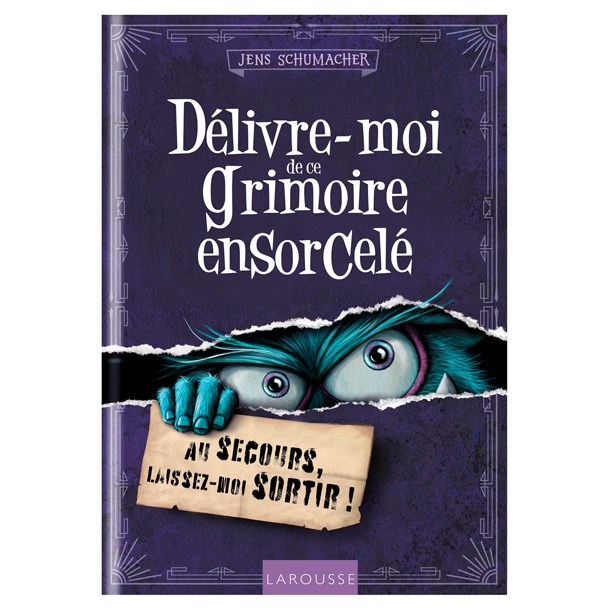 JENS SCHUMACHER
Délivre-moi
de ce
grimoire
ensorcelé
AU SECOURS,
LAISSEZ-MOI SORTIR !
LAROUSSE